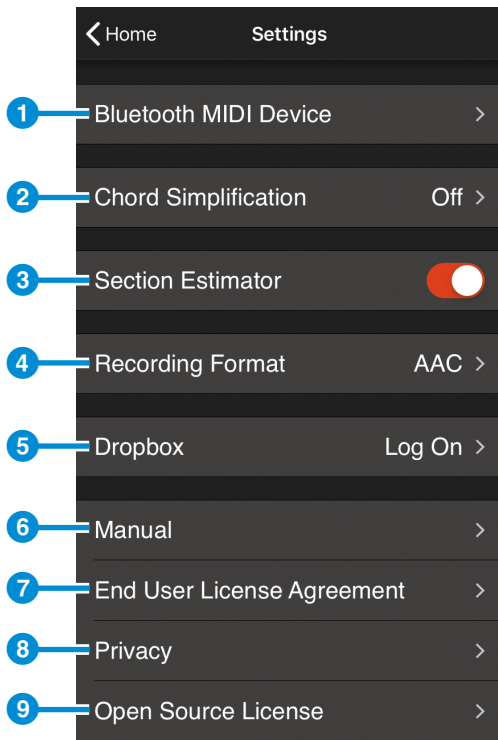 Home Settings
1 Bluetooth MIDI Device
2 Chord Simplification Off
3 Section Estimator
4 Recording Format AAC
5 Dropbox Log On
6 Manual
7 End User License Agreement
8 Privacy
9 Open Source License